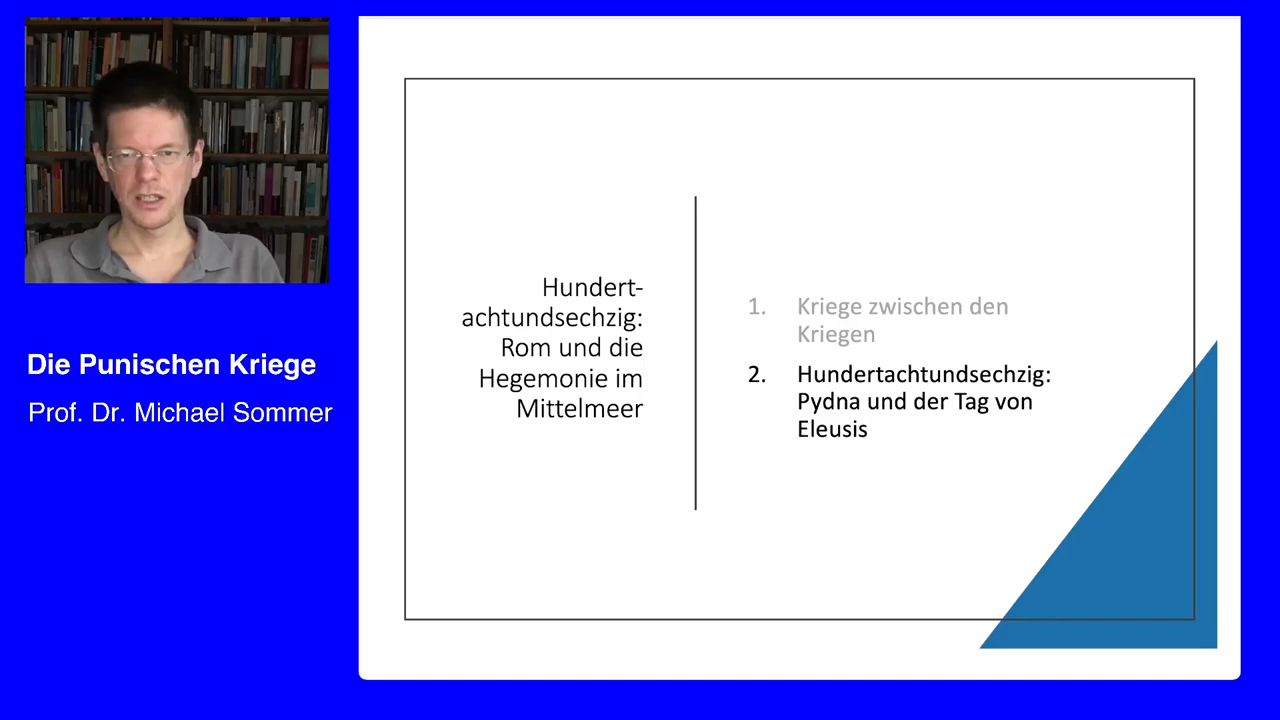 Die Punischen Kriege
Prof. Dr. Michael Sommer
Hundert-
achtundsechzig:
Rom und die
Hegemonie im
Mittelmeer
1. Kriege zwischen den
Kriegen
2. Hundertachtundsechzig:
Pydna und der Tag von
Eleusis